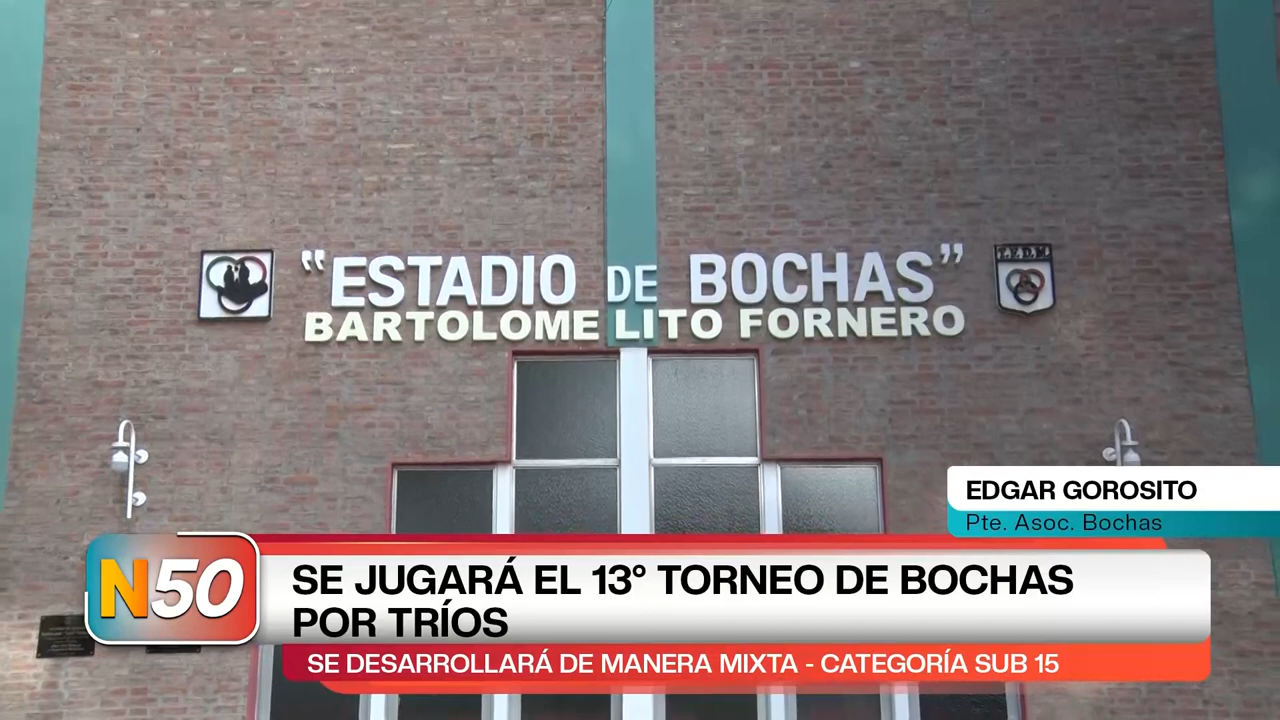 "ESTADIO DE BOCHAS"
BARTOLOME LITO FORNERO
EDGAR GOROSITO
Pte. Asoc. Bochas
N50
SE JUGARÁ EL 13° TORNEO DE BOCHAS
POR TRÍOS
SE DESARROLLARÁ DE MANERA MIXTA - CATEGORÍA SUB 15